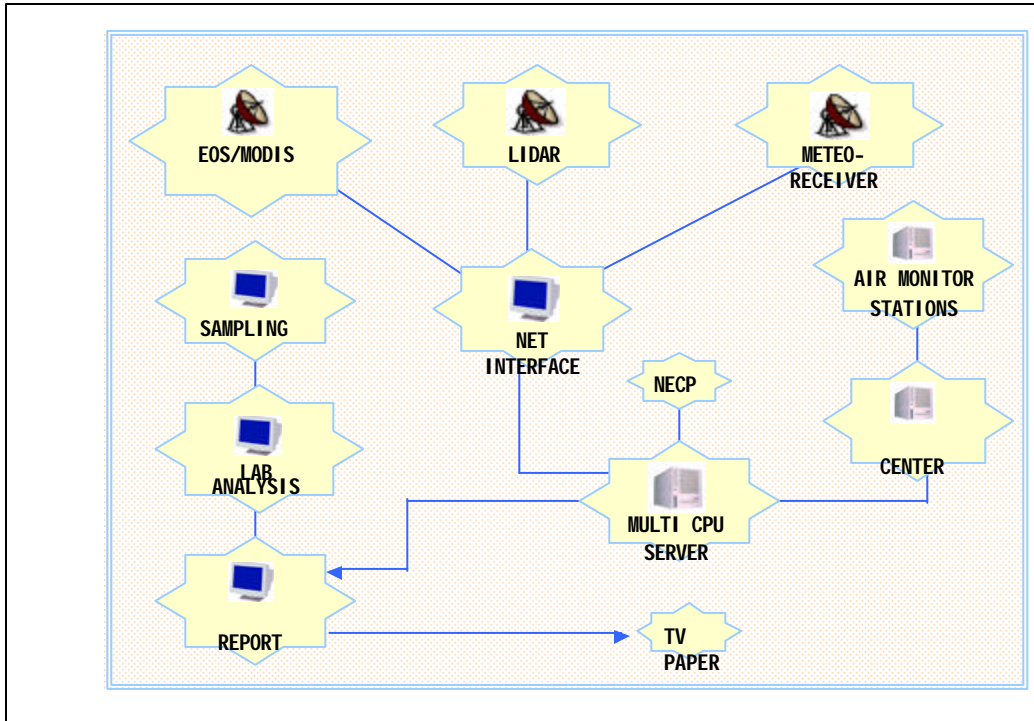 EOS/MODIS
LIDAR
METEO-
RECEIVER
AIR MONITOR
STATIONS
SAMPLING
NET
INTERFACE
NECP
CENTER
LAB
ANALYSIS
MULTI CPU
SERVER
REPORT
TV
PAPER